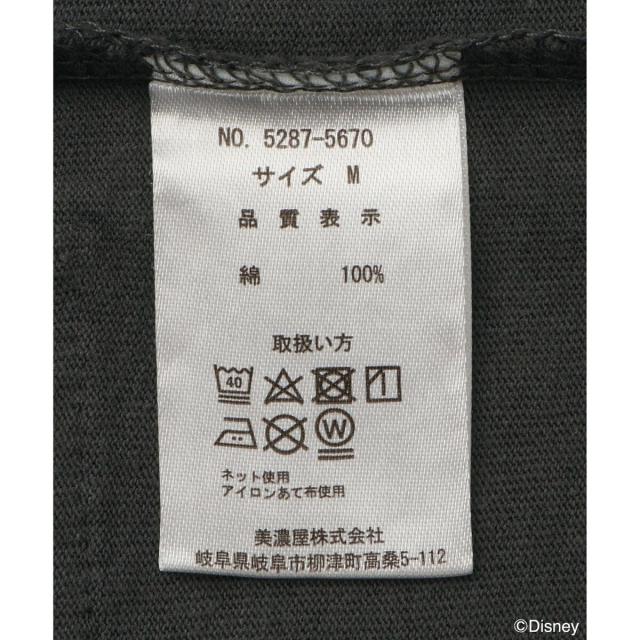 NO. 5287-5670
サイズ M
品質表示
綿 100%
取扱い方
40
W
ネット使用
アイロンあて布使用
美濃屋株式会社
岐阜県岐阜市柳津町高桑5-112
©Disney